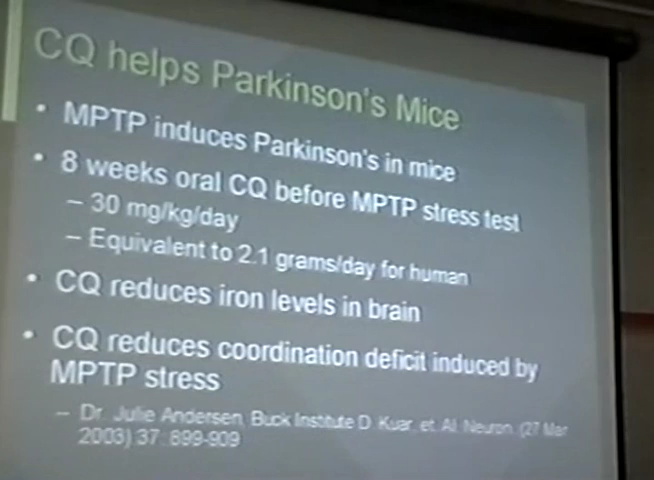 CQ helps Parkinson's Mice
• MPTP induces Parkinson's in mice
• 8 weeks oral CQ before MPTP stress test
– 30 mg/kg/day
– Equivalent to 2.1 grams/day for human
• CQ reduces iron levels in brain
• CQ reduces coordination deficit induced by
MPTP stress
– Dr. Julie Andersen, Buck Institute D. Kuar, et. Al. Neuron. (27 Mar
2003) 37: 899-909